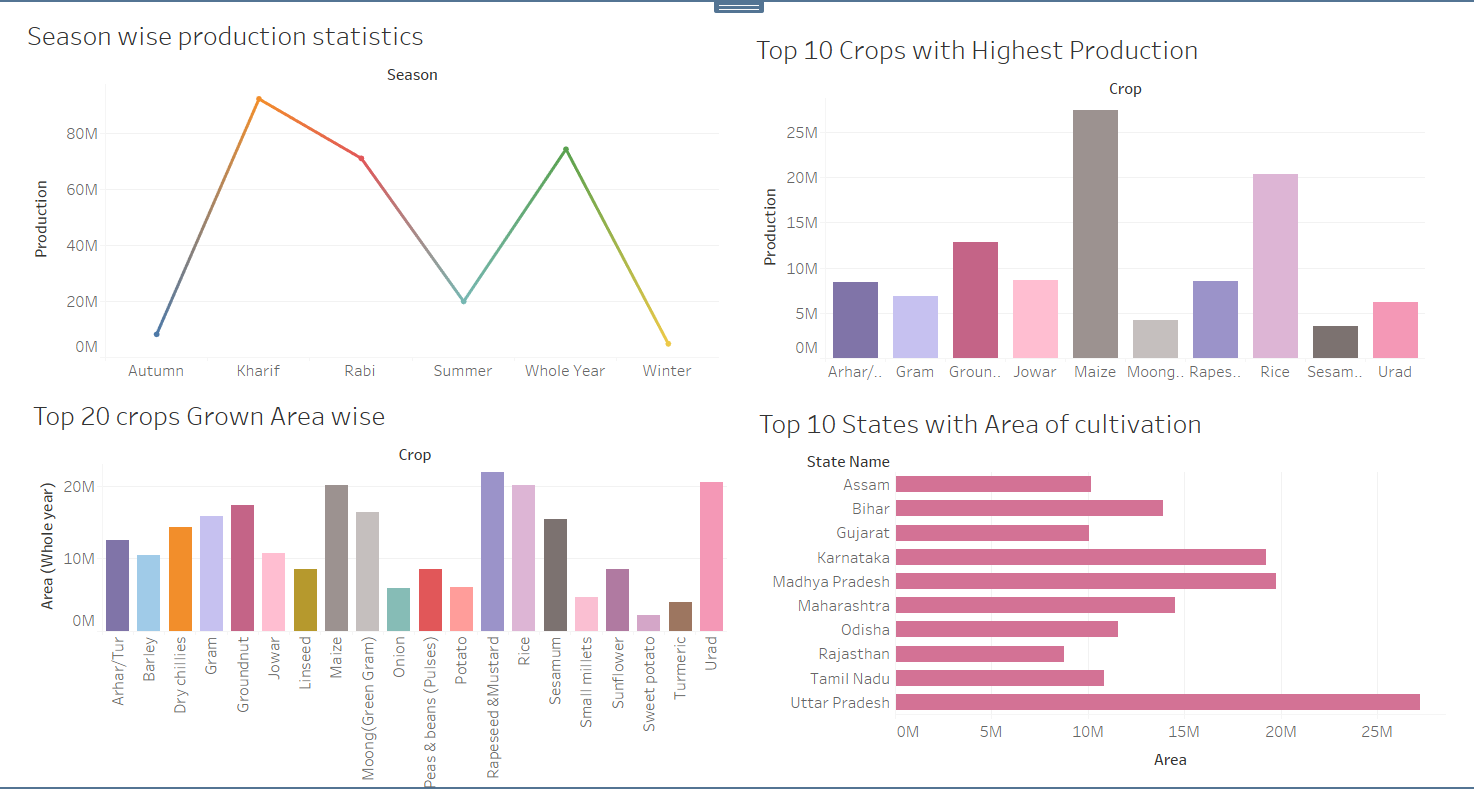 Season wise production statistics
Season
Production
80M
60M
40M
20M
0M
Autumn Kharif Rabi Summer Whole Year Winter
Top 10 Crops with Highest Production
Crop
Production
25M
20M
15M
10M
5M
0M
Arhar/.. Gram Groun.. Jowar Maize Moong.. Rapes.. Rice Sesam.. Urad
Top 20 crops Grown Area wise
Crop
Area (Whole year)
20M
10M
0M
Arhar/Tur
Barley
Dry chillies
Gram
Groundnut
Jowar
Linseed
Maize
Moong(Green Gram)
Onion
Peas & beans (Pulses)
Potato
Rapeseed &Mustard
Rice
Sesamum
Small millets
Sunflower
Sweet potato
Turmeric
Urad
Top 10 States with Area of cultivation
State Name
Assam
Bihar
Gujarat
Karnataka
Madhya Pradesh
Maharashtra
Odisha
Rajasthan
Tamil Nadu
Uttar Pradesh
0M 5M 10M 15M 20M 25M
Area